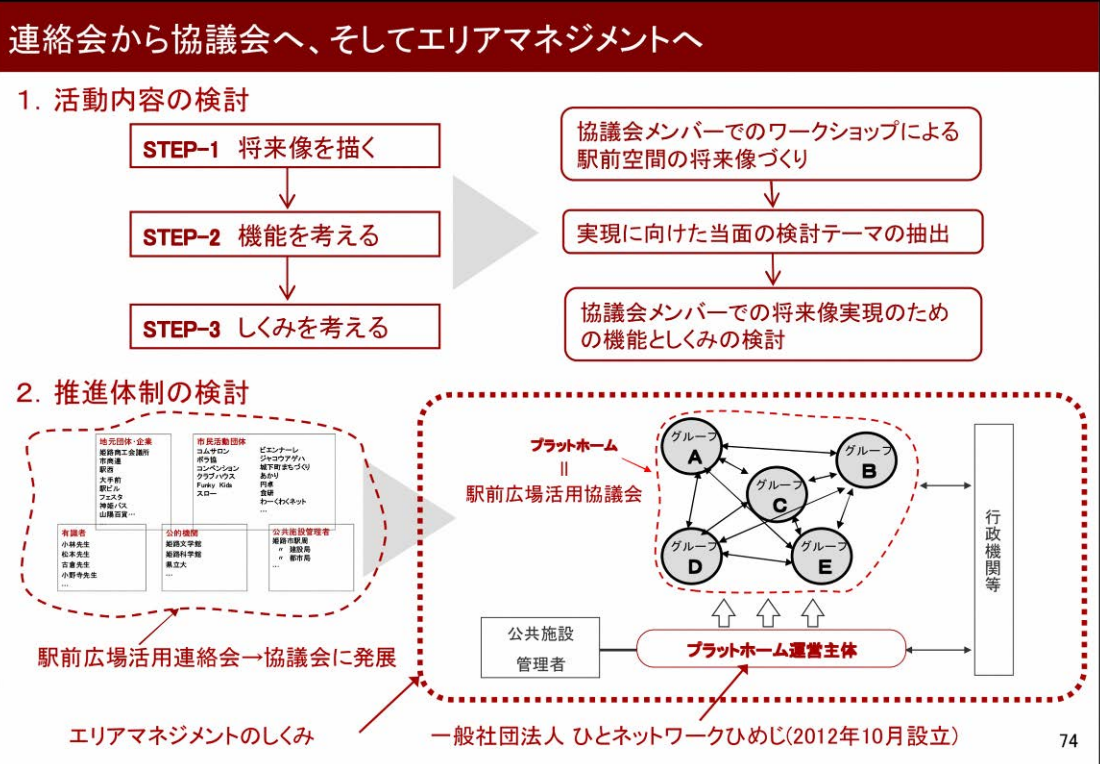 連絡会から協議会へ、そしてエリアマネジメントへ
1．活動内容の検討
STEP-1 将来像を描く
STEP-2 機能を考える
STEP-3 しくみを考える
協議会メンバーでのワークショップによる
駅前空間の将来像づくり
実現に向けた当面の検討テーマの抽出
協議会メンバーでの将来像実現のため
の機能としくみの検討
2．推進体制の検討
地元団体・企業
姫路商工会議所
市商連
駅西
大手前
駅ビル
フェスタ
神姫バス
山陽百貨…
市民活動団体
コムサロン
ボラ協
コンベンション
クラブハウス
Funky Kids
スロー
ビエンナーレ
ジャコウアゲハ
城下町まちづくり
あかり
円卓
食研
わーくわくネット
…
有識者
小林先生
松本先生
古倉先生
小野寺先生
…
公的機関
姫路文学館
姫路科学館
県立大
…
公共施設管理者
姫路市駅周
〃 建設局
〃 都市局
…
駅前広場活用連絡会→協議会に発展
エリアマネジメントのしくみ
プラットホーム
＝
駅前広場活用協議会
グループ
A
グループ
B
グループ
C
グループ
D
グループ
E
行政機関等
公共施設
管理者
プラットホーム運営主体
一般社団法人 ひとネットワークひめじ(2012年10月設立)
74